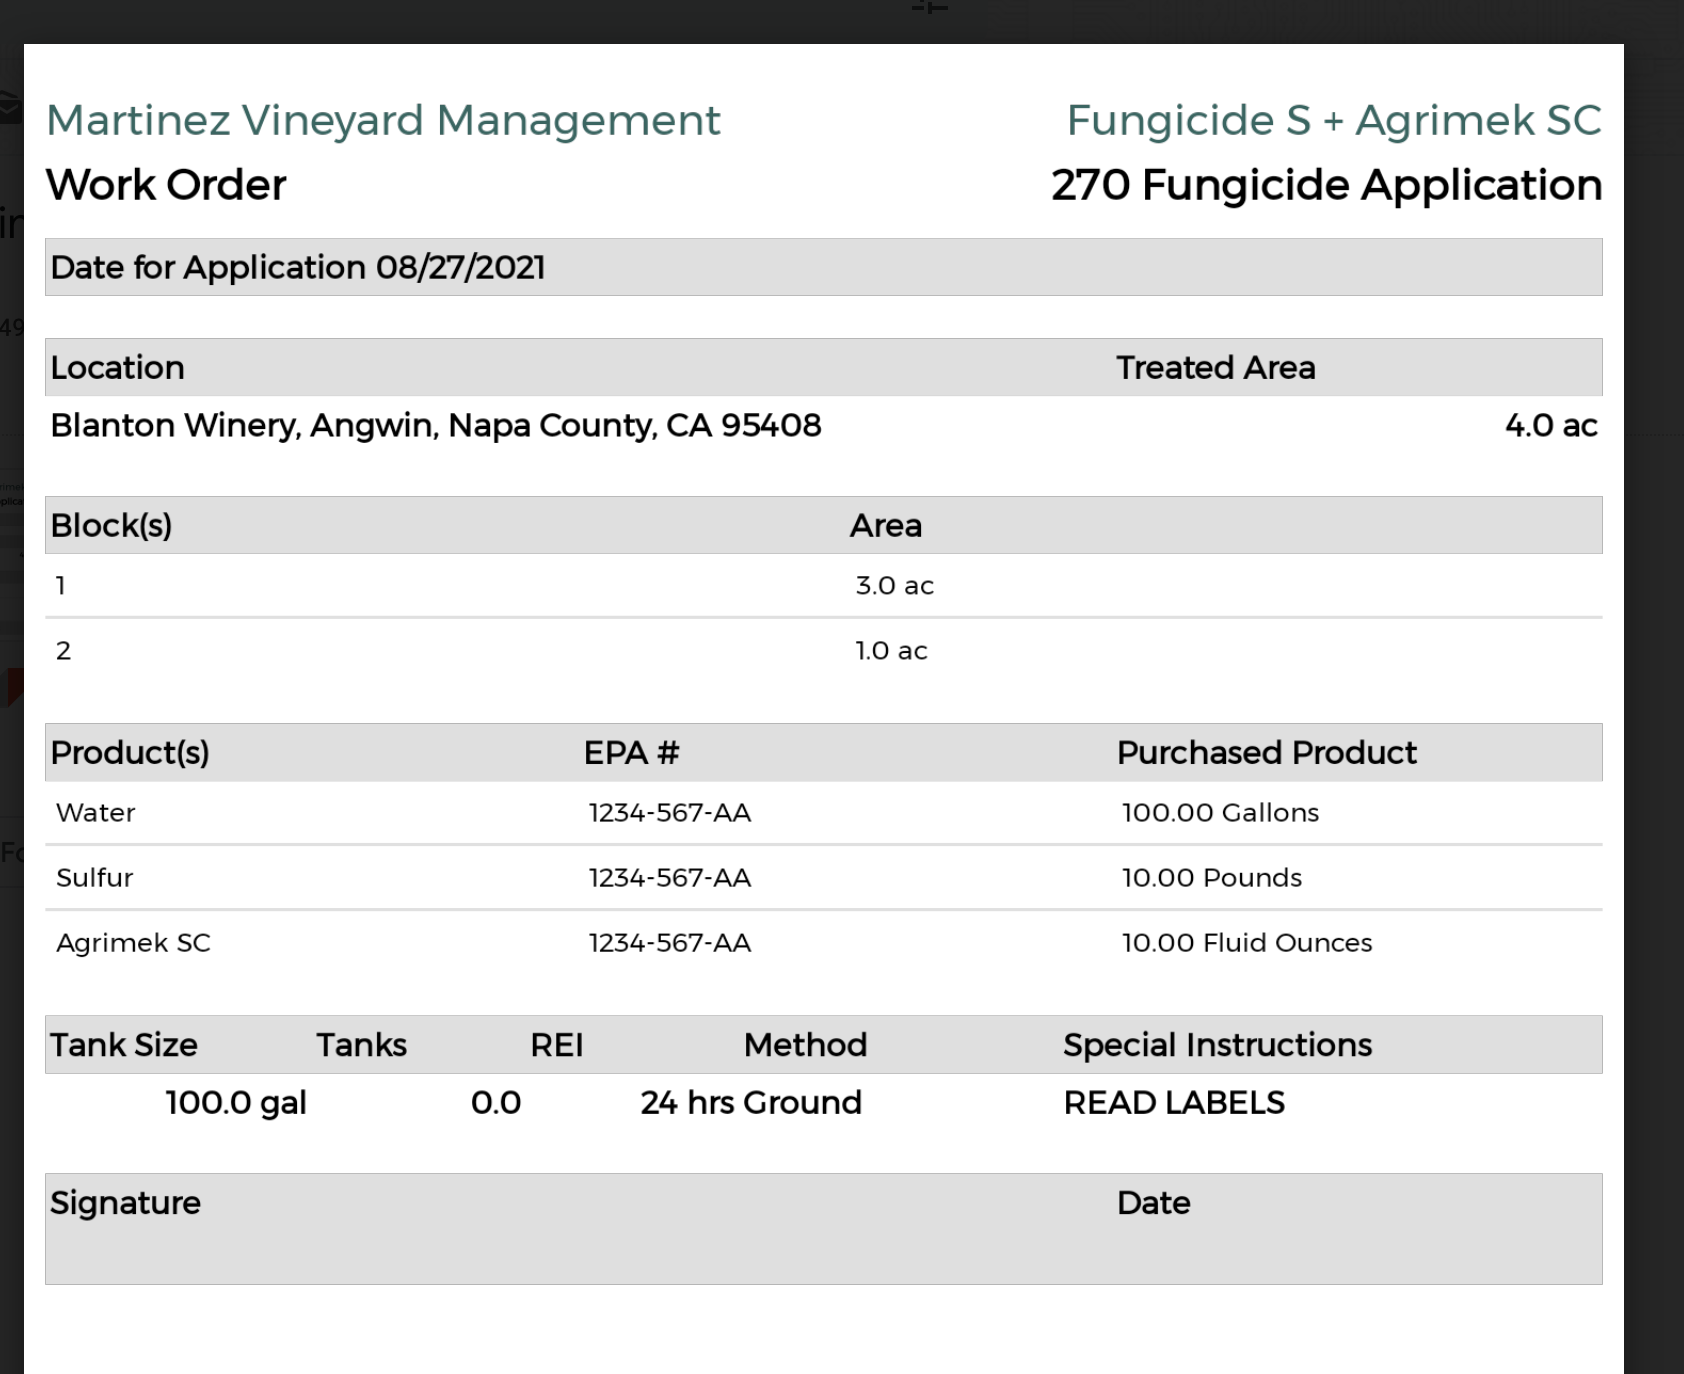 Martinez Vineyard Management Fungicide S + Agrimek SC
Work Order 270 Fungicide Application
Date for Application 08/27/2021
Location Treated Area
Blanton Winery, Angwin, Napa County, CA 95408 4.0 ac
Block(s) Area
1 3.0 ac
2 1.0 ac
Product(s) EPA # Purchased Product
Water 1234-567-AA 100.00 Gallons
Sulfur 1234-567-AA 10.00 Pounds
Agrimek SC 1234-567-AA 10.00 Fluid Ounces
Tank Size Tanks REI Method Special Instructions
100.0 gal 0.0 24 hrs Ground READ LABELS
Signature Date